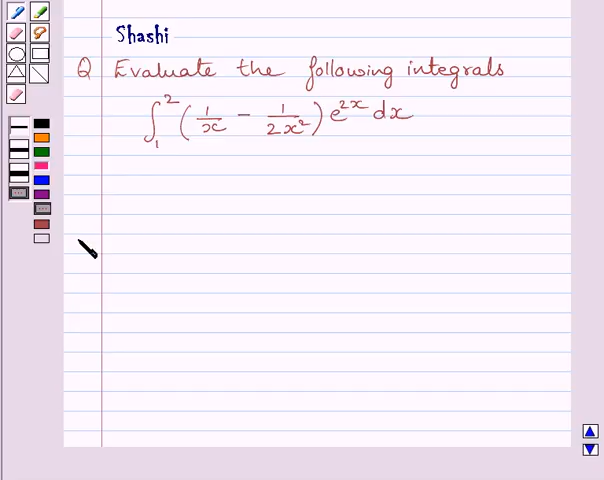 Shashi
Q Evaluate the following integrals
∫₁² (1/x − 1/2x²) e^2x dx